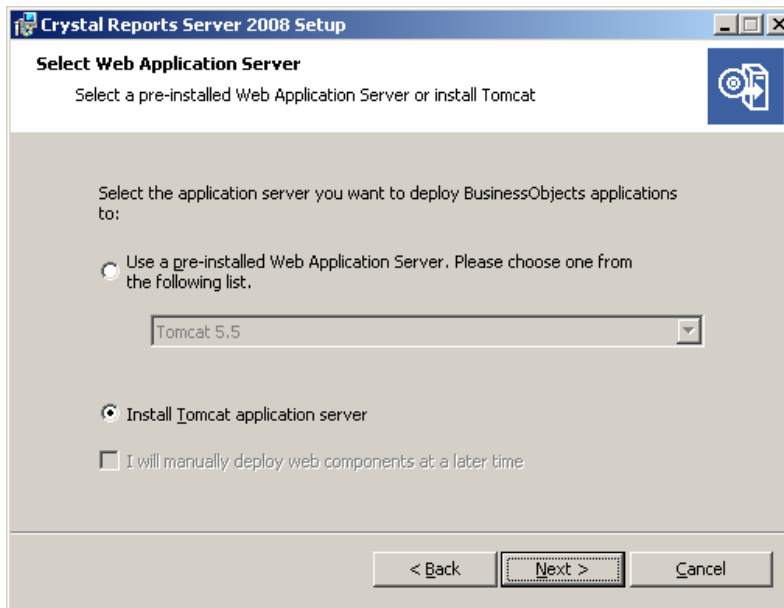 Crystal Reports Server 2008 Setup
Select Web Application Server
Select a pre-installed Web Application Server or install Tomcat
Select the application server you want to deploy BusinessObjects applications
to:
Use a pre-installed Web Application Server. Please choose one from
the following list.
Tomcat 5.5
Install Tomcat application server
I will manually deploy web components at a later time
< Back Next > Cancel